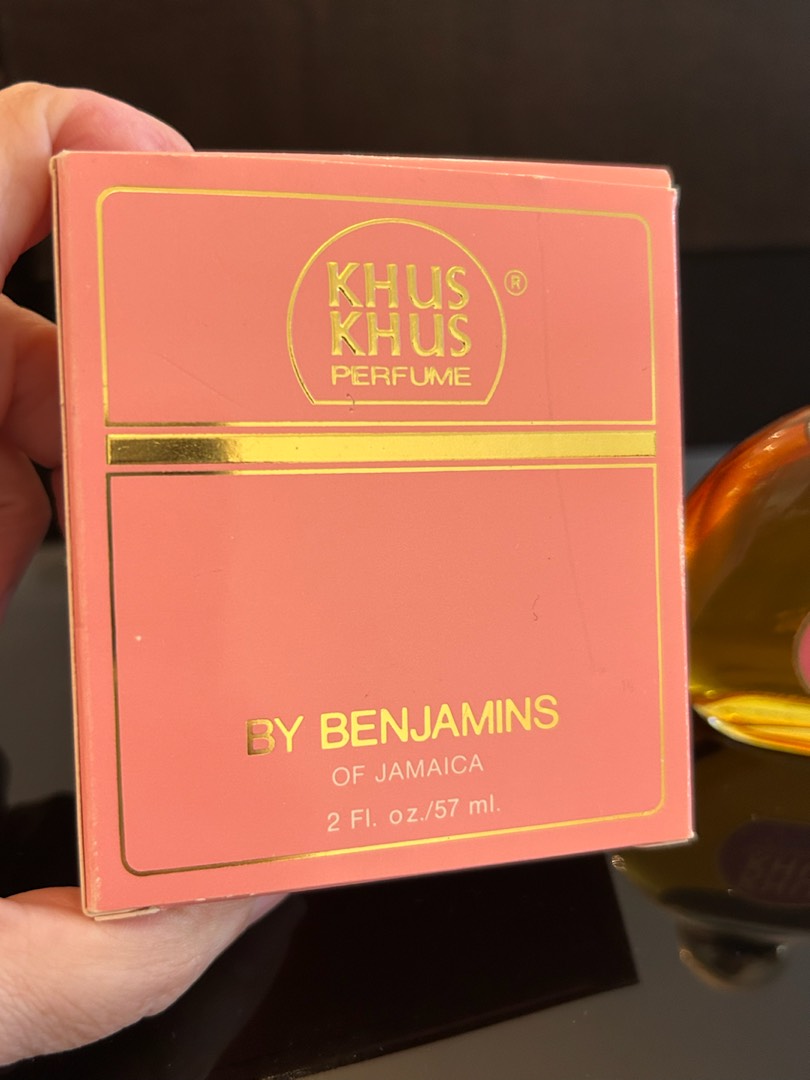 KHUS
KHUS
PERFUME
®
BY BENJAMINS
OF JAMAICA
2 Fl. oz./57 ml.